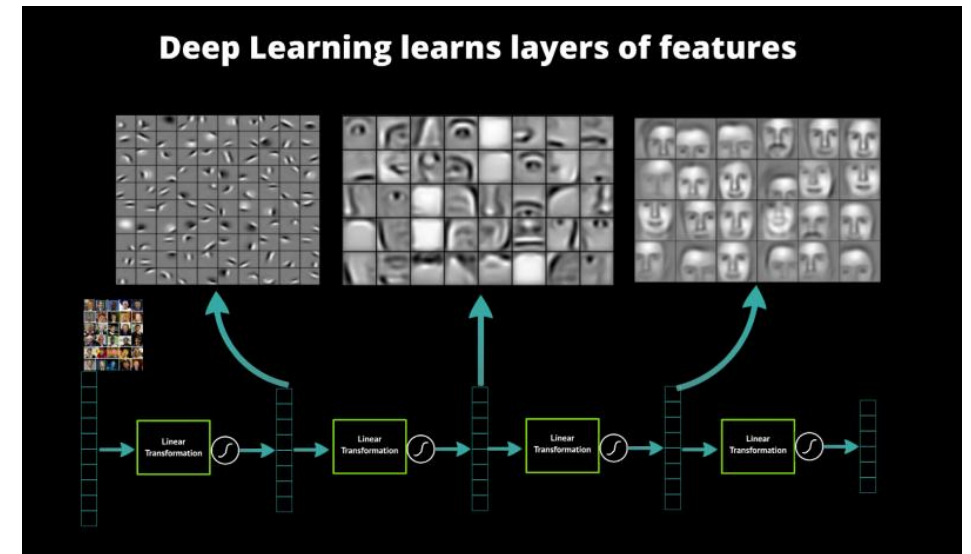 Deep Learning learns layers of features
Linear
Transformation
Linear
Transformation
Linear
Transformation
Linear
Transformation